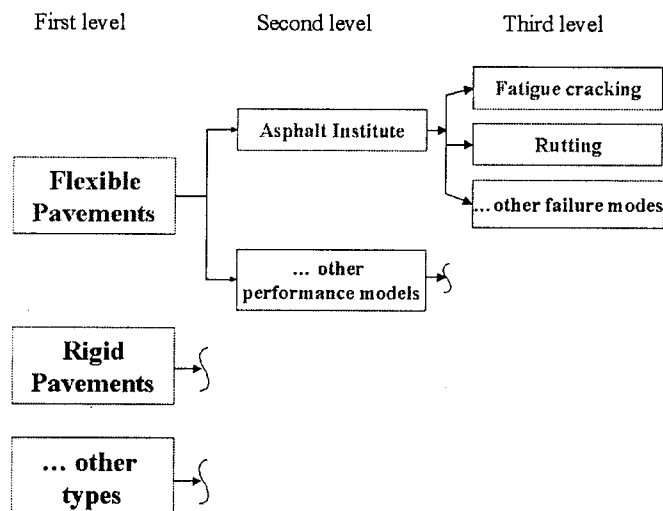 First level Second level Third level
Fatigue cracking
Asphalt Institute
Rutting
Flexible
Pavements
... other failure modes
... other
performance models
Rigid
Pavements
... other
types